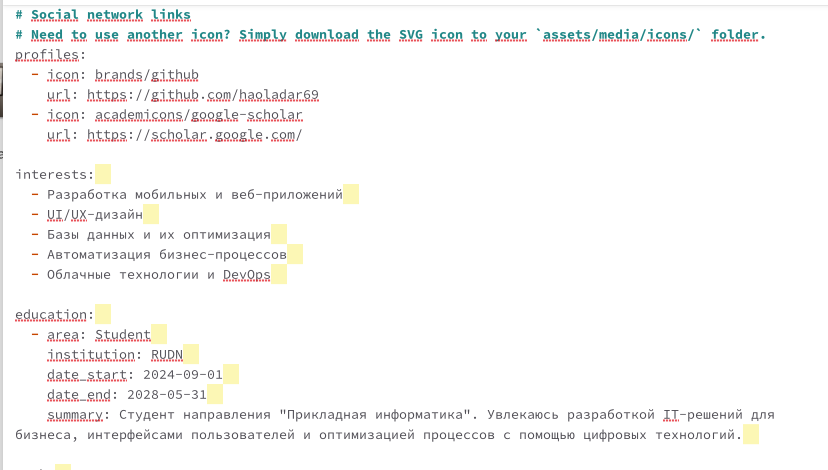 # Social network links
# Need to use another icon? Simply download the SVG icon to your `assets/media/icons/` folder.
profiles:
  - icon: brands/github
    url: https://github.com/haoladar69
  - icon: academicons/google-scholar
    url: https://scholar.google.com/

interests:
  - Разработка мобильных и веб-приложений
  - UI/UX-дизайн
  - Базы данных и их оптимизация
  - Автоматизация бизнес-процессов
  - Облачные технологии и DevOps

education:
  - area: Student
    institution: RUDN
    date_start: 2024-09-01
    date_end: 2028-05-31
    summary: Студент направления "Прикладная информатика". Увлекаюсь разработкой IT-решений для
бизнеса, интерфейсами пользователей и оптимизацией процессов с помощью цифровых технологий.